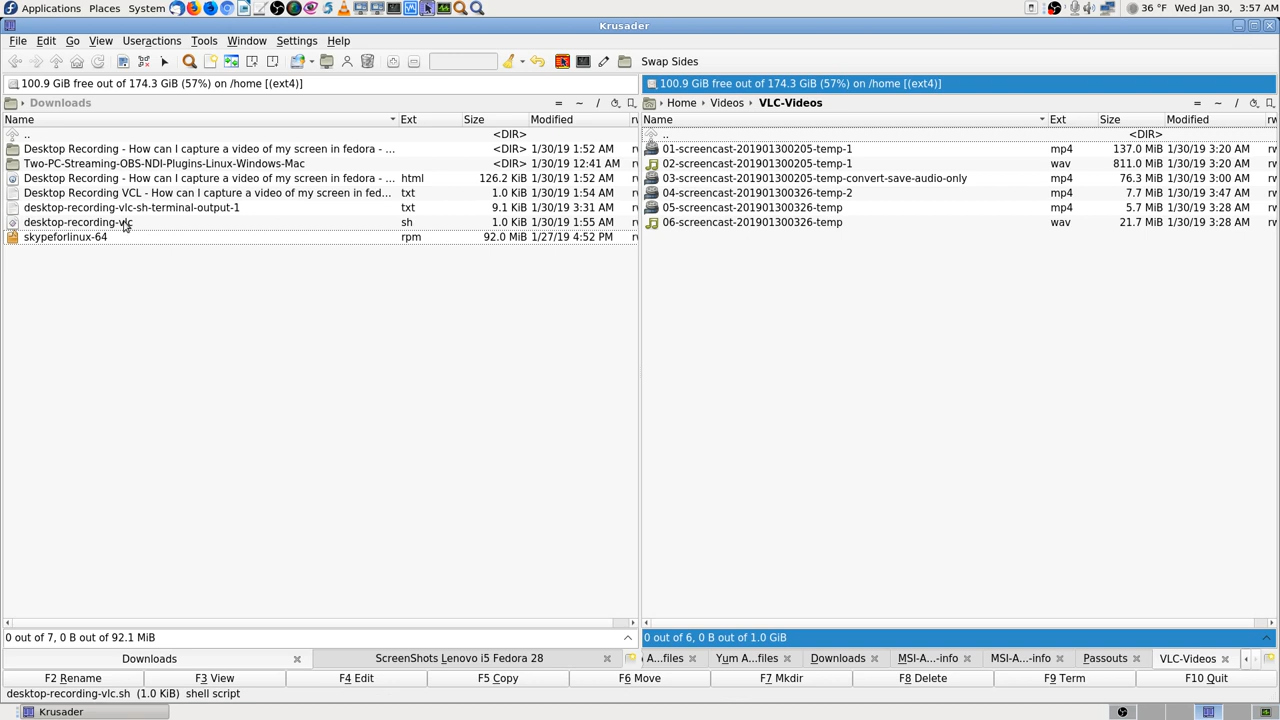 Applications Places System 36 °F Wed Jan 30, 3:57 AM
Krusader
File Edit Go View Useractions Tools Window Settings Help
Swap Sides
100.9 GiB free out of 174.3 GiB (57%) on /home [(ext4)] 100.9 GiB free out of 174.3 GiB (57%) on /home [(ext4)]
Downloads = ~ / Home Videos VLC-Videos = ~ /
Name Ext Size Modified rw Name Ext Size Modified rw
.. <DIR> .. <DIR>
Desktop Recording - How can I capture a video of my screen in fedora - ... <DIR> 1/30/19 1:52 AM 01-screencast-201901300205-temp-1 mp4 137.0 MiB 1/30/19 3:20 AM rw
Two-PC-Streaming-OBS-NDI-Plugins-Linux-Windows-Mac <DIR> 1/30/19 12:41 AM rw 02-screencast-201901300205-temp-1 wav 811.0 MiB 1/30/19 3:20 AM rw
Desktop Recording - How can I capture a video of my screen in fedora - ... html 126.2 KiB 1/30/19 1:52 AM rw 03-screencast-201901300205-temp-convert-save-audio-only mp4 76.3 MiB 1/30/19 3:00 AM rw
Desktop Recording VCL - How can I capture a video of my screen in fed... txt 1.0 KiB 1/30/19 1:54 AM rw 04-screencast-201901300326-temp-2 mp4 7.7 MiB 1/30/19 3:47 AM rw
desktop-recording-vlc-sh-terminal-output-1 txt 9.1 KiB 1/30/19 3:31 AM rw 05-screencast-201901300326-temp mp4 5.7 MiB 1/30/19 3:28 AM rw
desktop-recording-vlc sh 1.0 KiB 1/30/19 1:55 AM rw 06-screencast-201901300326-temp wav 21.7 MiB 1/30/19 3:28 AM rw
skypeforlinux-64 rpm 92.0 MiB 1/27/19 4:52 PM rw
0 out of 7, 0 B out of 92.1 MiB 0 out of 6, 0 B out of 1.0 GiB
Downloads ScreenShots Lenovo i5 Fedora 28 A...files Yum A...files Downloads MSI-A...-info MSI-A...-info Passouts VLC-Videos
F2 Rename F3 View F4 Edit F5 Copy F6 Move F7 Mkdir F8 Delete F9 Term F10 Quit
desktop-recording-vlc.sh (1.0 KiB) shell script
Krusader